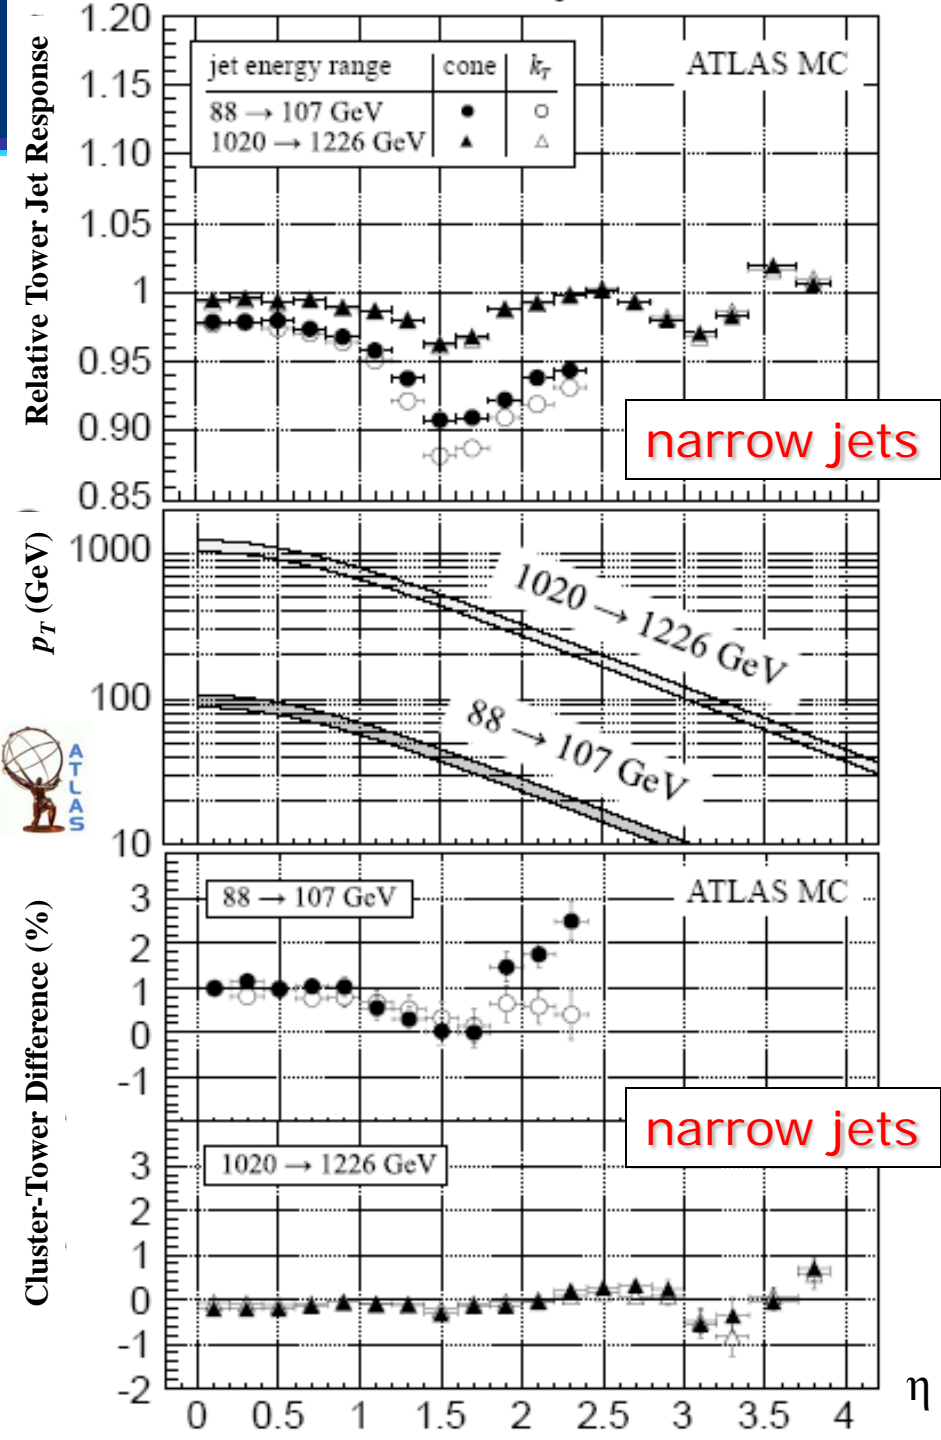 1.20
1.15
1.10
1.05
1
0.95
0.90
0.85
Relative Tower Jet Response
jet energy range cone kT
88 → 107 GeV
1020 → 1226 GeV
ATLAS MC
narrow jets
1000
100
10
pT (GeV)
1020 → 1226 GeV
88 → 107 GeV
ATLAS
3
2
1
0
-1
88 → 107 GeV
ATLAS MC
narrow jets
Cluster-Tower Difference (%)
3
2
1
0
-1
-2
1020 → 1226 GeV
η
0 0.5 1 1.5 2 2.5 3 3.5 4